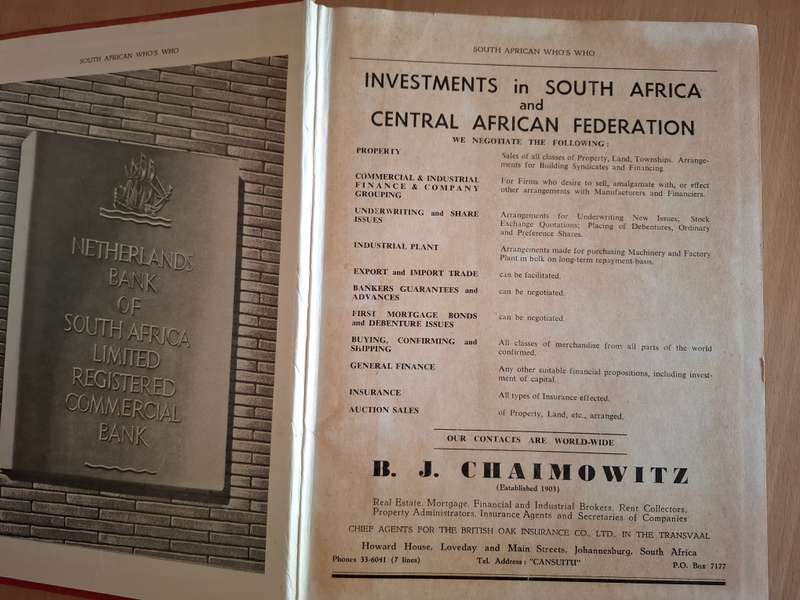 SOUTH AFRICAN WHO'S WHO
NETHERLANDS
BANK
OF
SOUTH AFRICA
LIMITED
REGISTERED
COMMERCIAL
BANK
SOUTH AFRICAN WHO'S WHO
INVESTMENTS in SOUTH AFRICA
and
CENTRAL AFRICAN FEDERATION
WE NEGOTIATE THE FOLLOWING:
PROPERTY
Sales of all classes of Property, Land, Townships. Arrange-
ments for Building Syndicates and Financing.
COMMERCIAL & INDUSTRIAL
FINANCE & COMPANY
GROUPING
For Firms who desire to sell, amalgamate with, or effect
other arrangements with Manufacturers and Financiers.
UNDERWRITING and SHARE
ISSUES
Arrangements for Underwriting New Issues; Stock
Exchange Quotations; Placing of Debentures, Ordinary
and Preference Shares.
INDUSTRIAL PLANT
Arrangements made for purchasing Machinery and Factory
Plant in bulk on long-term repayment-basis.
EXPORT and IMPORT TRADE
can be facilitated.
BANKERS GUARANTEES and
ADVANCES
can be negotiated.
FIRST MORTGAGE BONDS
and DEBENTURE ISSUES
can be negotiated.
BUYING, CONFIRMING and
SHIPPING
All classes of merchandise from all parts of the world
confirmed.
GENERAL FINANCE
Any other suitable financial propositions, including invest-
ment of capital.
INSURANCE
All types of Insurance effected.
AUCTION SALES
of Property, Land, etc., arranged.
OUR CONTACTS ARE WORLD-WIDE
B. J. CHAIMOWITZ
(Established 1903)
Real Estate, Mortgage, Financial and Industrial Brokers, Rent Collectors,
Property Administrators, Insurance Agents and Secretaries of Companies
CHIEF AGENTS FOR THE BRITISH OAK INSURANCE CO., LTD., IN THE TRANSVAAL
Howard House, Loveday and Main Streets, Johannesburg, South Africa
Phones 33-6041 (7 lines) Tel. Address: "CANSUITU" P.O. Box 7177